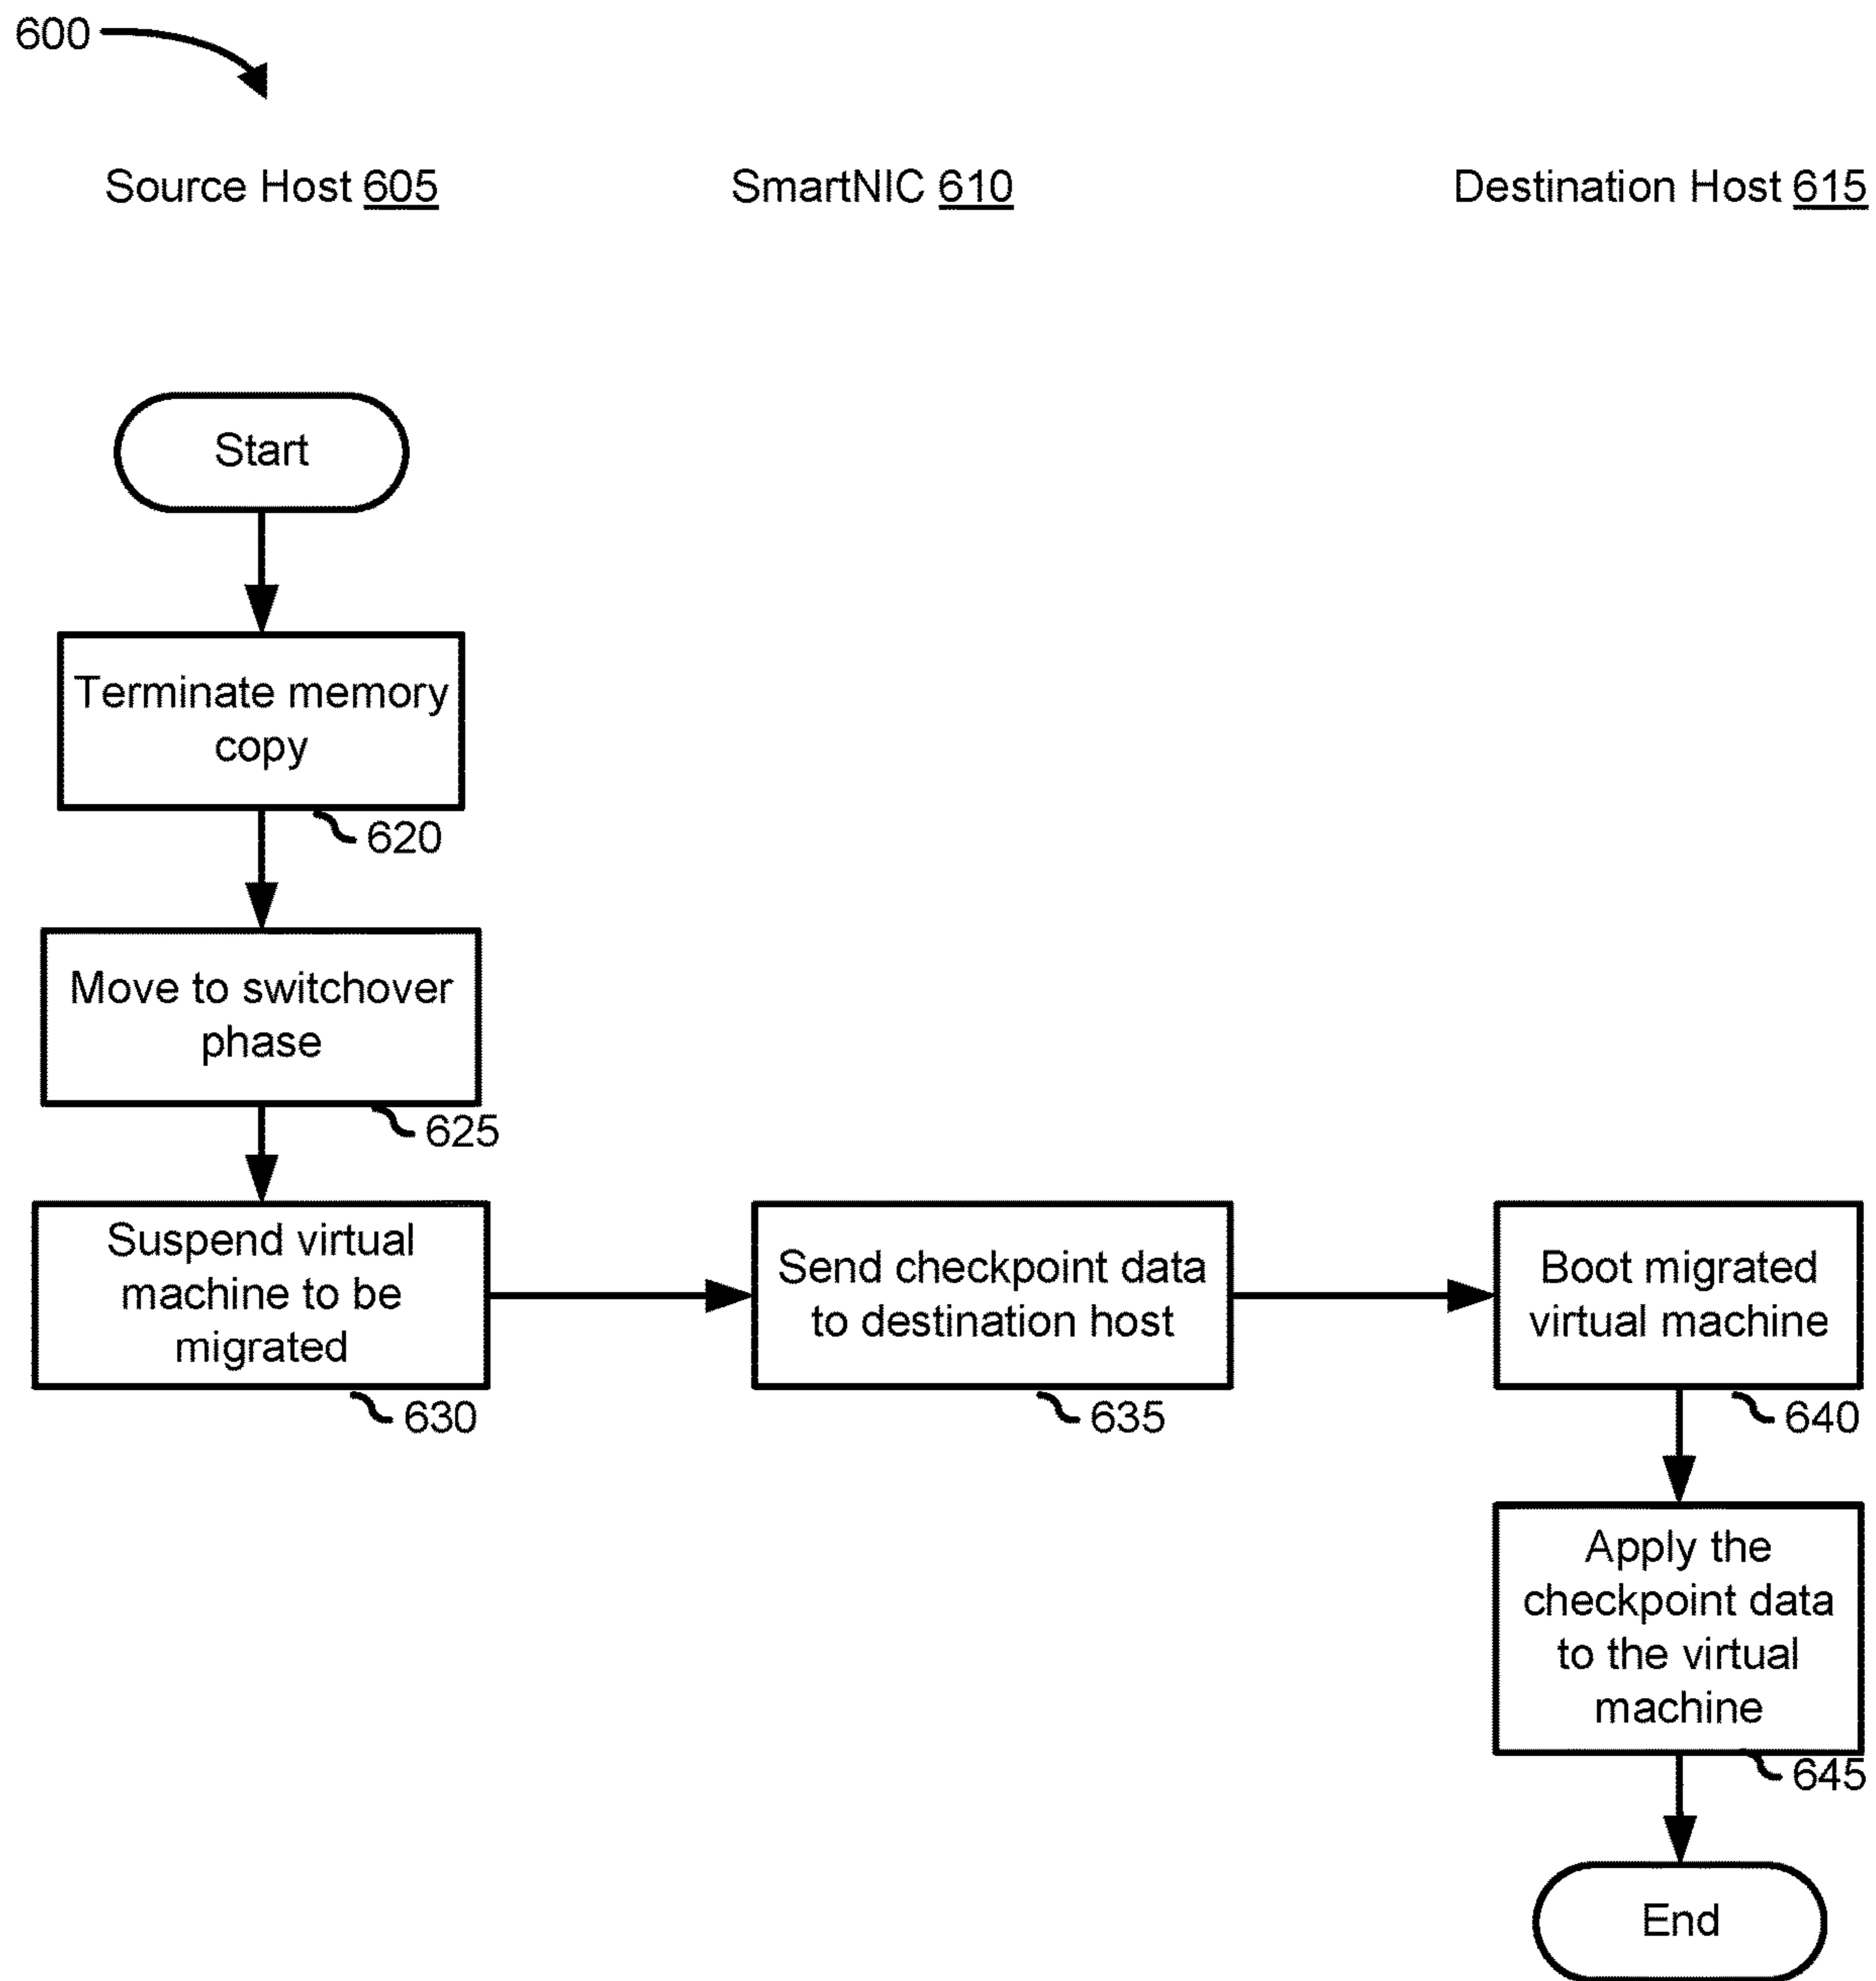 600
Source Host 605
SmartNIC 610
Destination Host 615
Start
Terminate memory
copy
620
Move to switchover
phase
625
Suspend virtual
machine to be
migrated
630
Send checkpoint data
to destination host
635
Boot migrated
virtual machine
640
Apply the
checkpoint data
to the virtual
machine
645
End